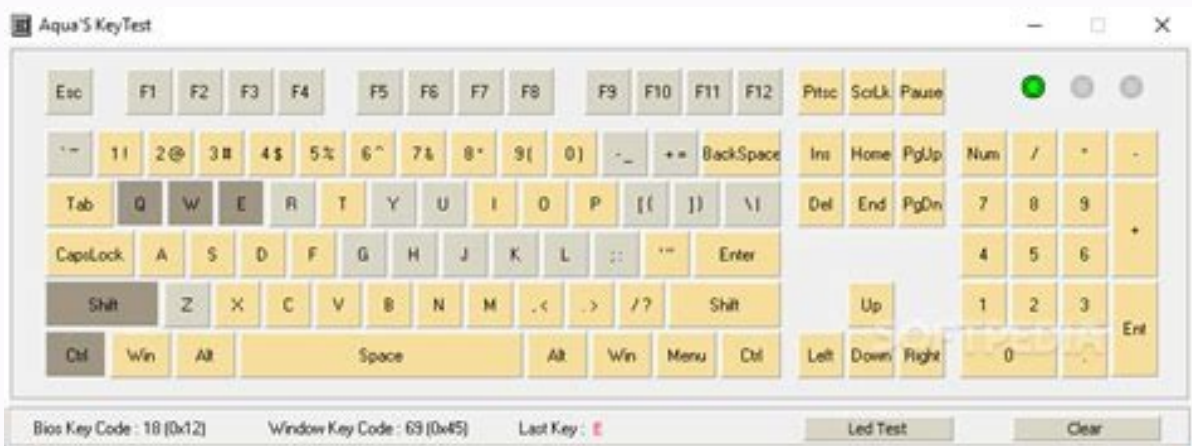 Aqua'S KeyTest
Esc F1 F2 F3 F4 F5 F6 F7 F8 F9 F10 F11 F12 Prtsc ScrLk Pause
`~ 1! 2@ 3# 4$ 5% 6^ 7& 8* 9( 0) -_ += BackSpace Ins Home PgUp Num / * -
Tab Q W E R T Y U I O P [( ]) \| Del End PgDn 7 8 9 +
CapsLock A S D F G H J K L ;: '" Enter 4 5 6
Shift Z X C V B N M ,< .> /? Shift Up 1 2 3 Ent
Ctrl Win Alt Space Alt Win Menu Ctrl Left Down Right 0 .
SOFTPEDIA
Bios Key Code : 18 (0x12) Window Key Code : 69 (0x45) Last Key : E Led Test Clear